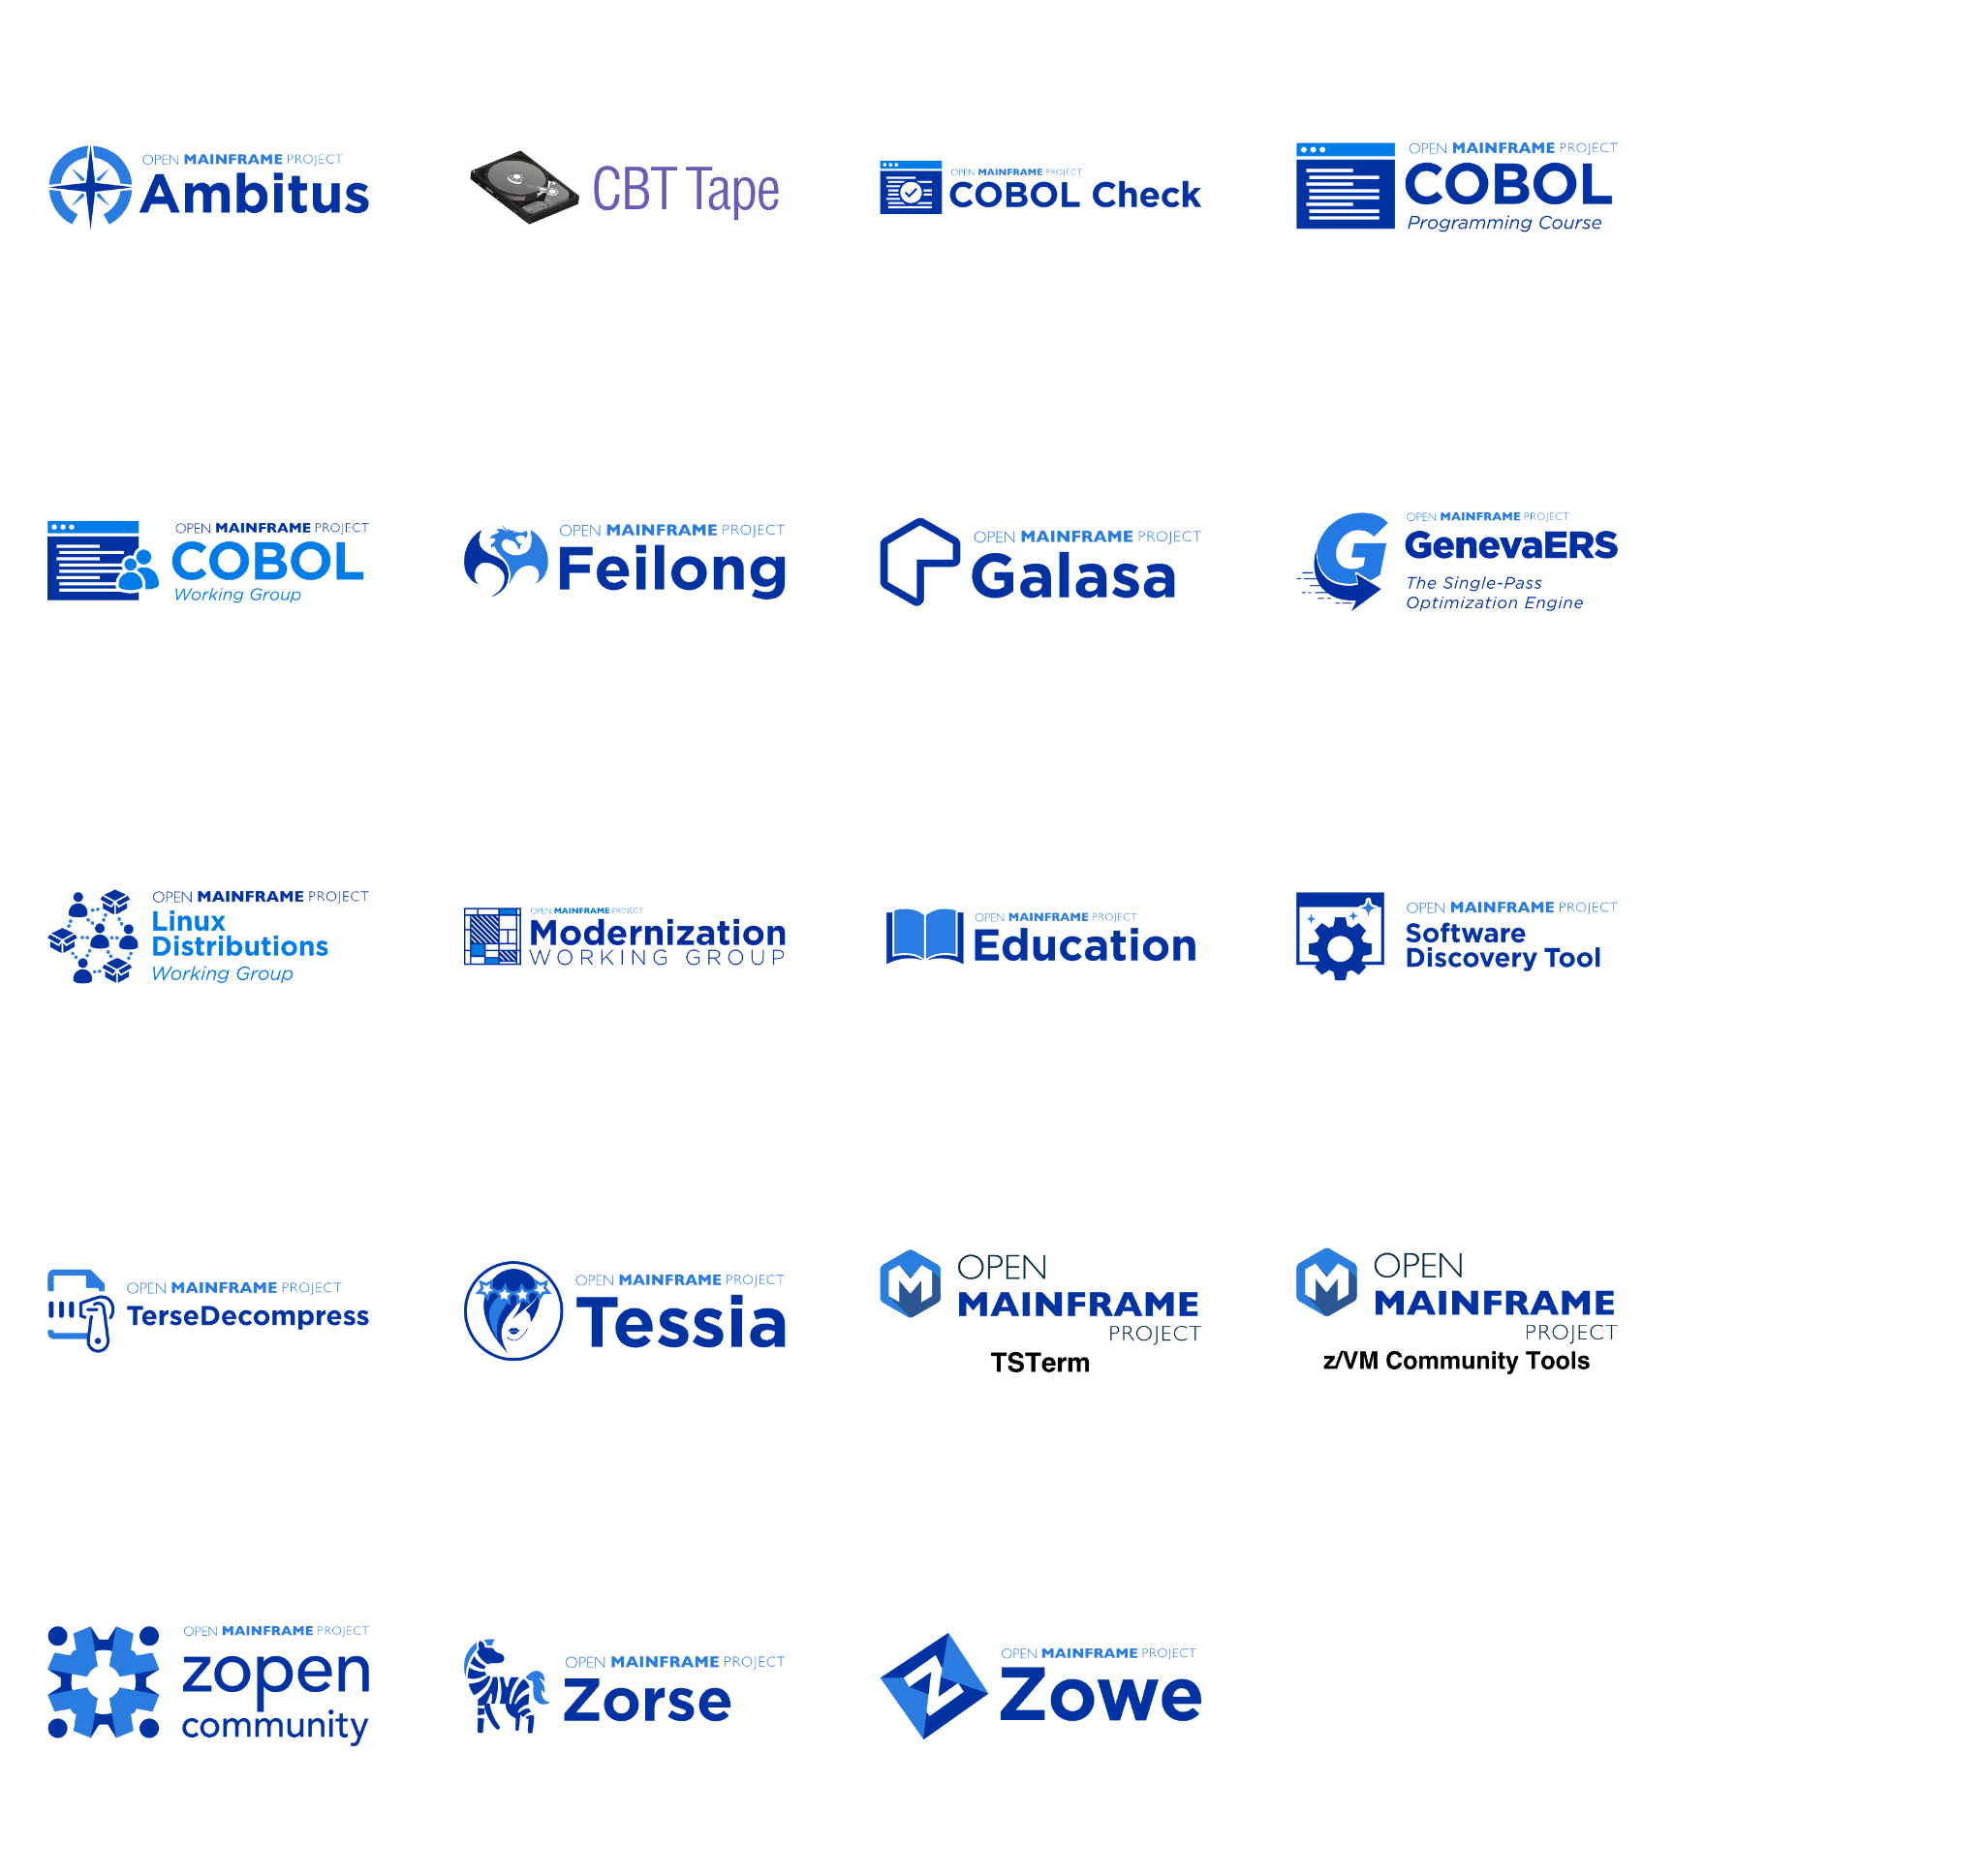 OPEN MAINFRAME PROJECT
Ambitus
CBT Tape
OPEN MAINFRAME PROJECT
COBOL Check
OPEN MAINFRAME PROJECT
COBOL
Programming Course
OPEN MAINFRAME PROJECT
COBOL
Working Group
OPEN MAINFRAME PROJECT
Feilong
OPEN MAINFRAME PROJECT
Galasa
G
OPEN MAINFRAME PROJECT
GenevaERS
The Single-Pass
Optimization Engine
OPEN MAINFRAME PROJECT
Linux
Distributions
Working Group
OPEN MAINFRAME PROJECT
Modernization
WORKING GROUP
OPEN MAINFRAME PROJECT
Education
OPEN MAINFRAME PROJECT
Software
Discovery Tool
OPEN MAINFRAME PROJECT
TerseDecompress
OPEN MAINFRAME PROJECT
Tessia
M
OPEN
MAINFRAME
PROJECT
TSTerm
M
OPEN
MAINFRAME
PROJECT
z/VM Community Tools
OPEN MAINFRAME PROJECT
zopen
community
OPEN MAINFRAME PROJECT
Zorse
Z
OPEN MAINFRAME PROJECT
Zowe